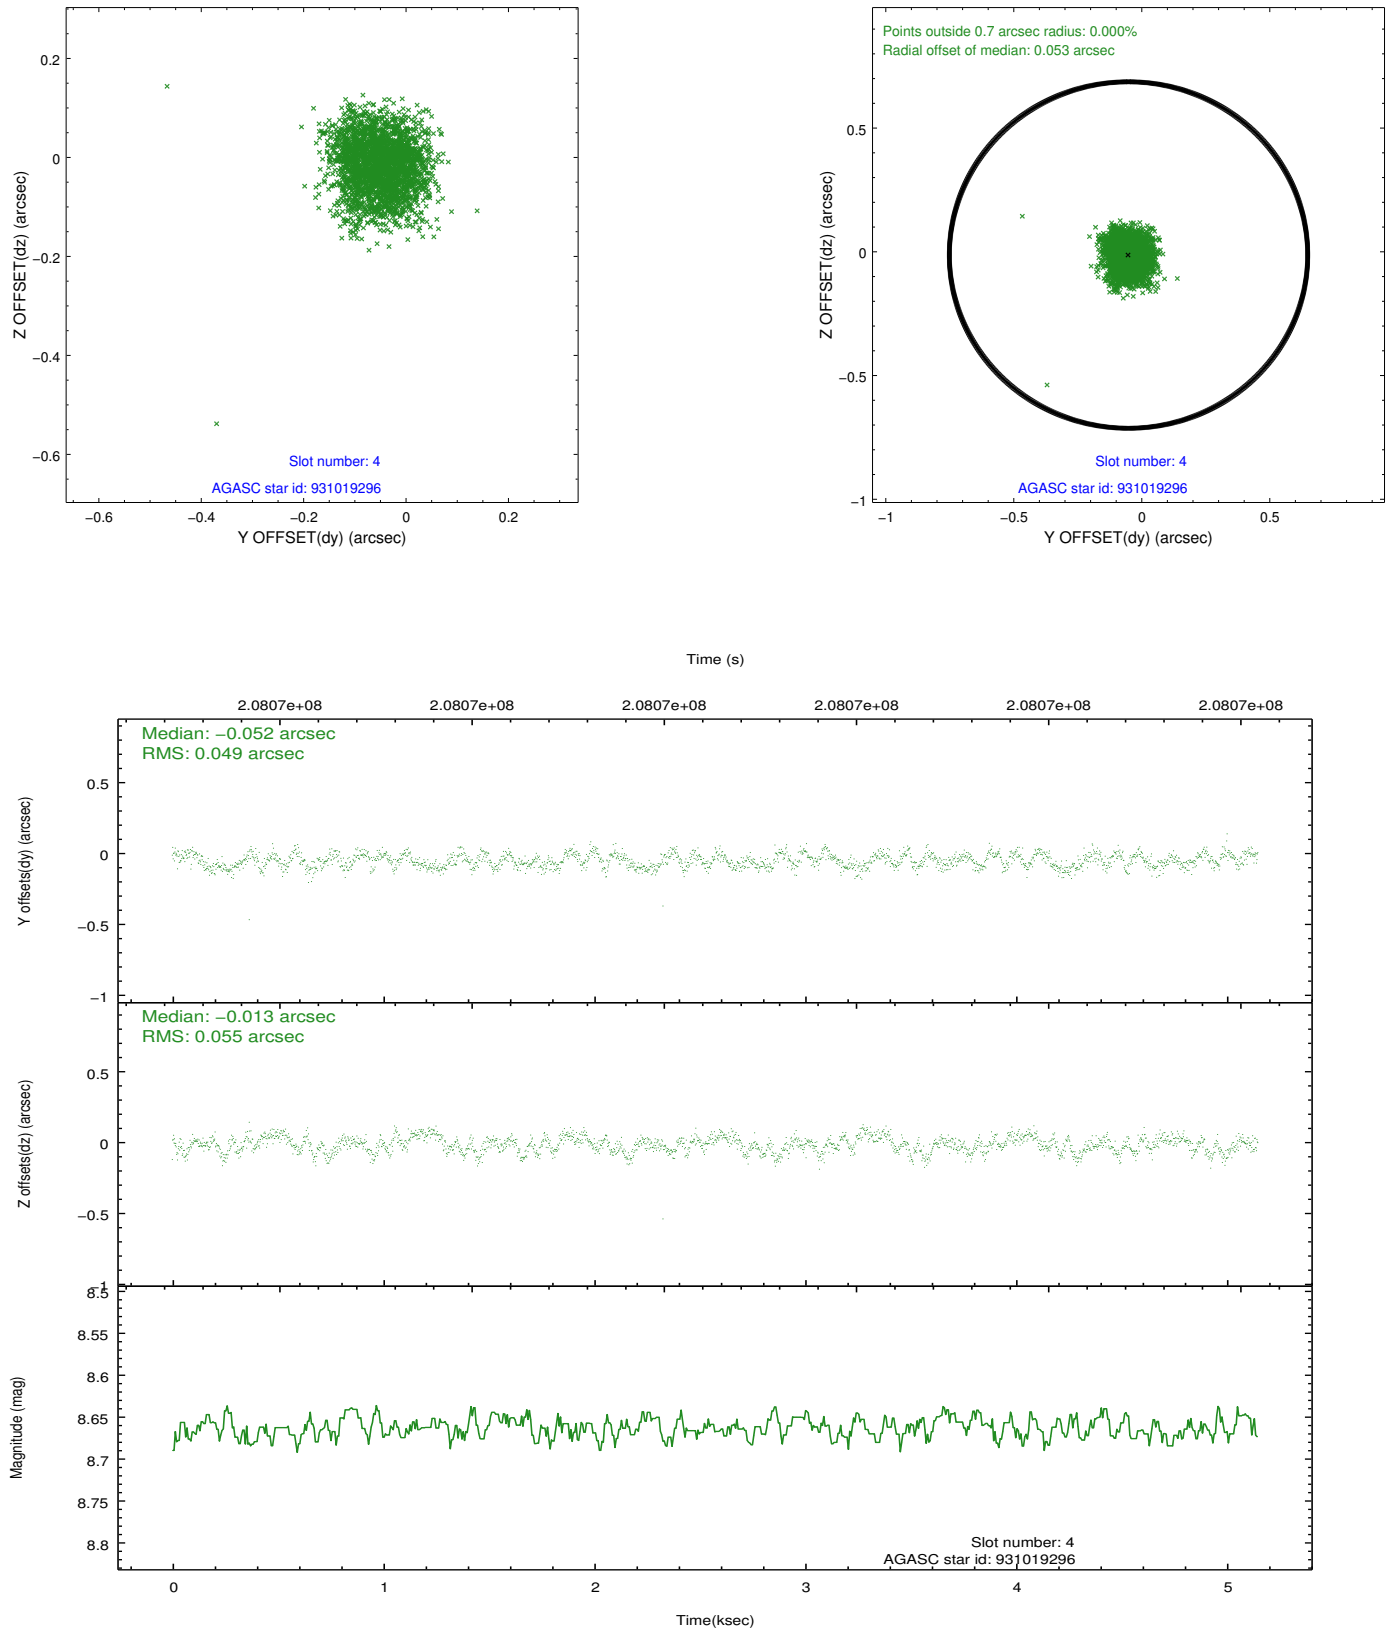 0.2
0
−0.2
−0.4
−0.6
Z OFFSET(dz) (arcsec)
Slot number: 4
AGASC star id: 931019296
−0.6 −0.4 −0.2 0 0.2
Y OFFSET(dy) (arcsec)
Points outside 0.7 arcsec radius: 0.000%
Radial offset of median: 0.053 arcsec
0.5
0
−0.5
−1
Z OFFSET(dz) (arcsec)
Slot number: 4
AGASC star id: 931019296
−1 −0.5 0 0.5
Y OFFSET(dy) (arcsec)
Time (s)
2.0807e+08 2.0807e+08 2.0807e+08 2.0807e+08 2.0807e+08 2.0807e+08
Median: −0.052 arcsec
RMS: 0.049 arcsec
0.5
0
−0.5
−1
Y offsets(dy) (arcsec)
Median: −0.013 arcsec
RMS: 0.055 arcsec
0.5
0
−0.5
−1
Z offsets(dz) (arcsec)
8.5
8.55
8.6
8.65
8.7
8.75
8.8
Magnitude (mag)
Slot number: 4
AGASC star id: 931019296
0 1 2 3 4 5
Time(ksec)